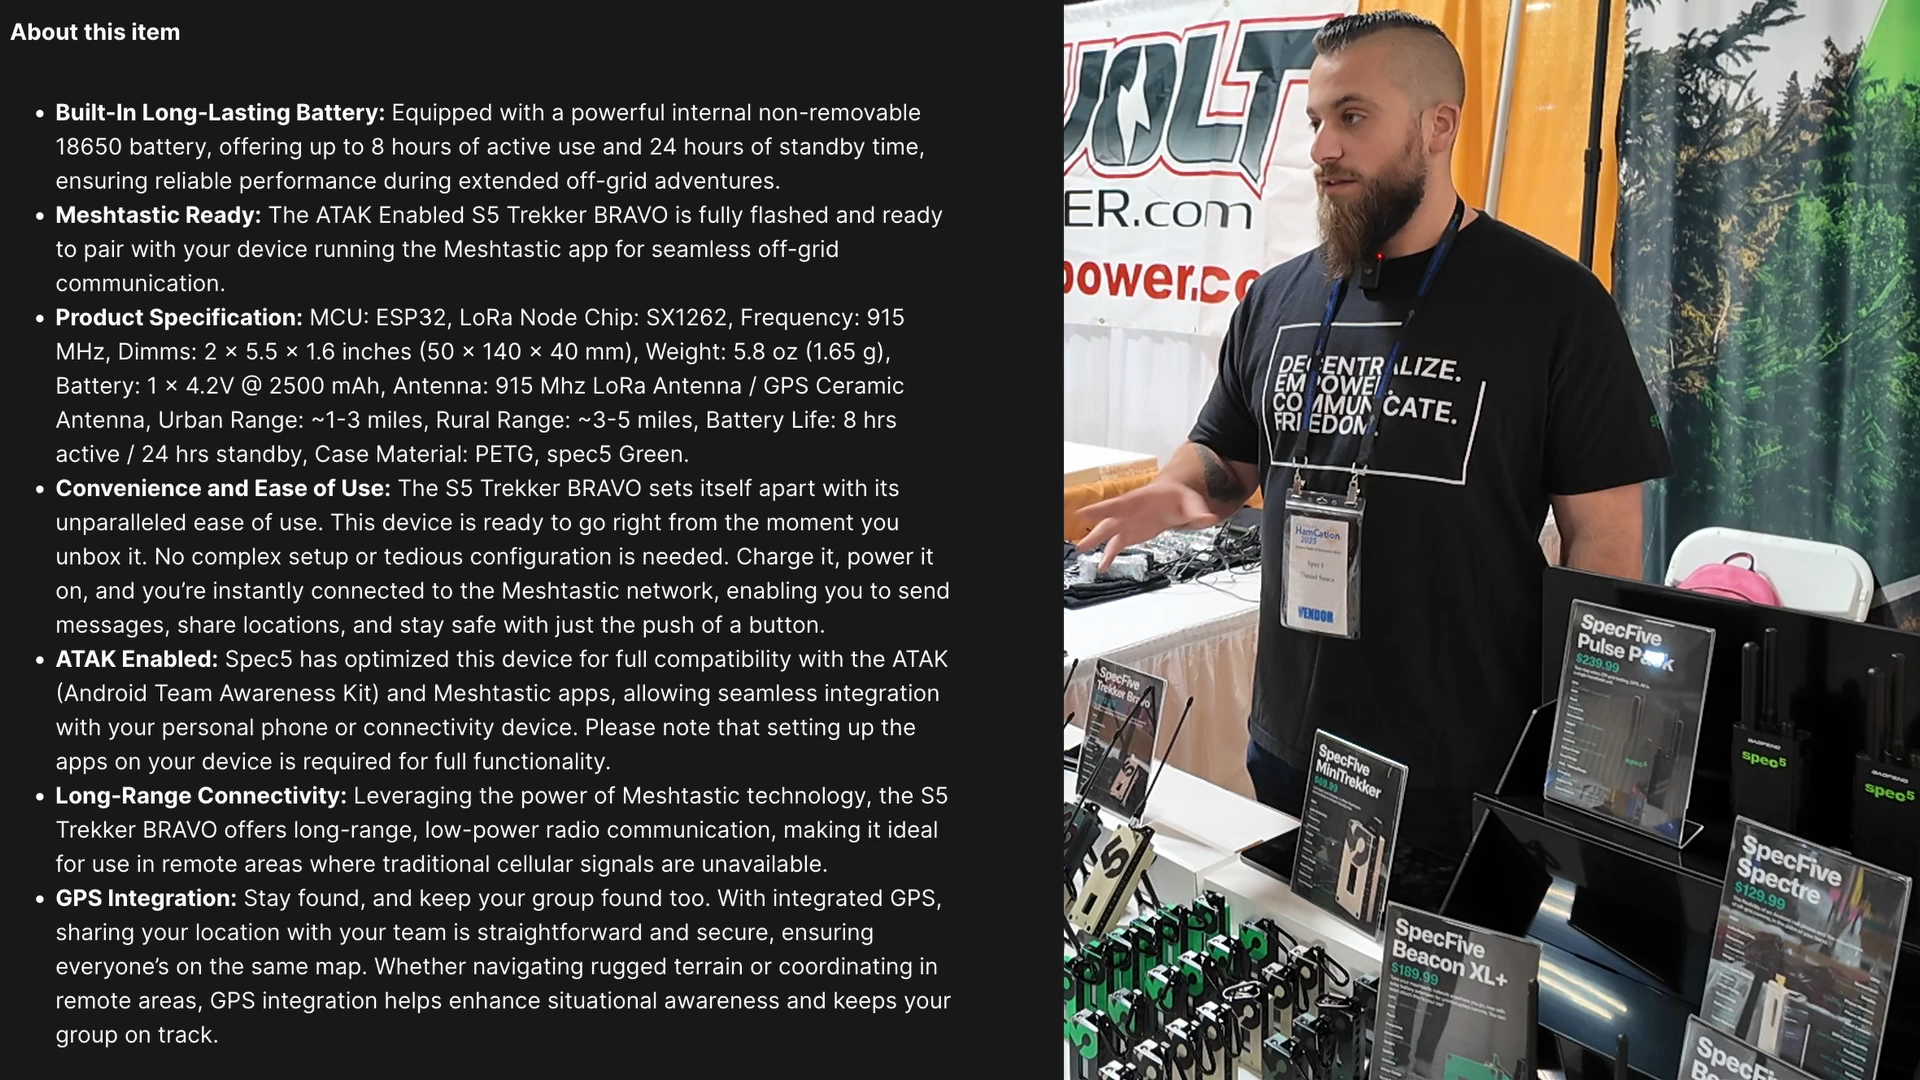 About this item
• Built-In Long-Lasting Battery: Equipped with a powerful internal non-removable
18650 battery, offering up to 8 hours of active use and 24 hours of standby time,
ensuring reliable performance during extended off-grid adventures.
• Meshtastic Ready: The ATAK Enabled S5 Trekker BRAVO is fully flashed and ready
to pair with your device running the Meshtastic app for seamless off-grid
communication.
• Product Specification: MCU: ESP32, LoRa Node Chip: SX1262, Frequency: 915
MHz, Dimms: 2 × 5.5 × 1.6 inches (50 × 140 × 40 mm), Weight: 5.8 oz (1.65 g),
Battery: 1 × 4.2V @ 2500 mAh, Antenna: 915 Mhz LoRa Antenna / GPS Ceramic
Antenna, Urban Range: ~1-3 miles, Rural Range: ~3-5 miles, Battery Life: 8 hrs
active / 24 hrs standby, Case Material: PETG, spec5 Green.
• Convenience and Ease of Use: The S5 Trekker BRAVO sets itself apart with its
unparalleled ease of use. This device is ready to go right from the moment you
unbox it. No complex setup or tedious configuration is needed. Charge it, power it
on, and you’re instantly connected to the Meshtastic network, enabling you to send
messages, share locations, and stay safe with just the push of a button.
• ATAK Enabled: Spec5 has optimized this device for full compatibility with the ATAK
(Android Team Awareness Kit) and Meshtastic apps, allowing seamless integration
with your personal phone or connectivity device. Please note that setting up the
apps on your device is required for full functionality.
• Long-Range Connectivity: Leveraging the power of Meshtastic technology, the S5
Trekker BRAVO offers long-range, low-power radio communication, making it ideal
for use in remote areas where traditional cellular signals are unavailable.
• GPS Integration: Stay found, and keep your group found too. With integrated GPS,
sharing your location with your team is straightforward and secure, ensuring
everyone’s on the same map. Whether navigating rugged terrain or coordinating in
remote areas, GPS integration helps enhance situational awareness and keeps your
group on track.
VOLT
ER.com
power.co
DECENTRALIZE.
EMPOWER.
COMMUNICATE.
FREEDOM.
HamCation
2025
Spec 5
VENDOR
SpecFive
Trekker Bravo
SpecFive
MiniTrekker
$69.99
SpecFive
Pulse Pack
$239.99
BAOFENG
spec5
BAOFENG
spec5
SpecFive
Spectre
$129.99
SpecFive
Beacon XL+
$189.99
SpecFive